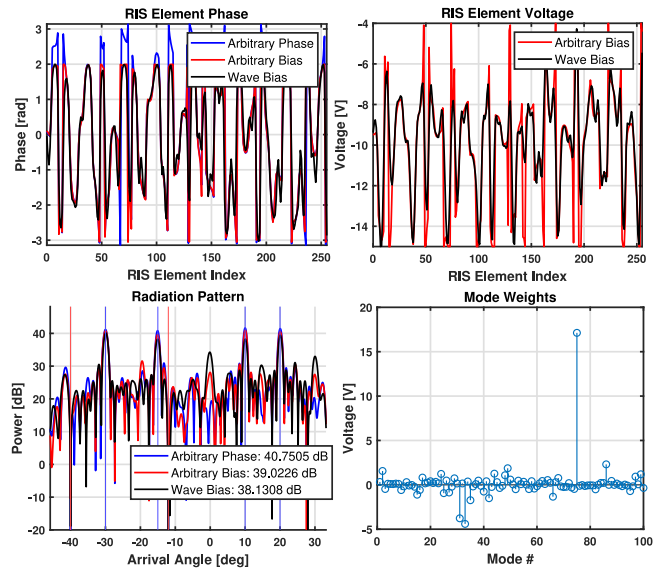 RIS Element Phase
Phase [rad]
3
2
1
0
-1
-2
-3
Arbitrary Phase
Arbitrary Bias
Wave Bias
0
50
100
150
200
250
RIS Element Index
RIS Element Voltage
Voltage [V]
-4
-6
-8
-10
-12
-14
Arbitrary Bias
Wave Bias
0
50
100
150
200
250
RIS Element Index
Radiation Pattern
Power [dB]
60
40
20
0
-20
Arbitrary Phase: 40.7505 dB
Arbitrary Bias: 39.0226 dB
Wave Bias: 38.1308 dB
-40
-30
-20
-10
0
10
20
30
Arrival Angle [deg]
Mode Weights
Voltage [V]
20
15
10
5
0
-5
0
20
40
60
80
100
Mode #